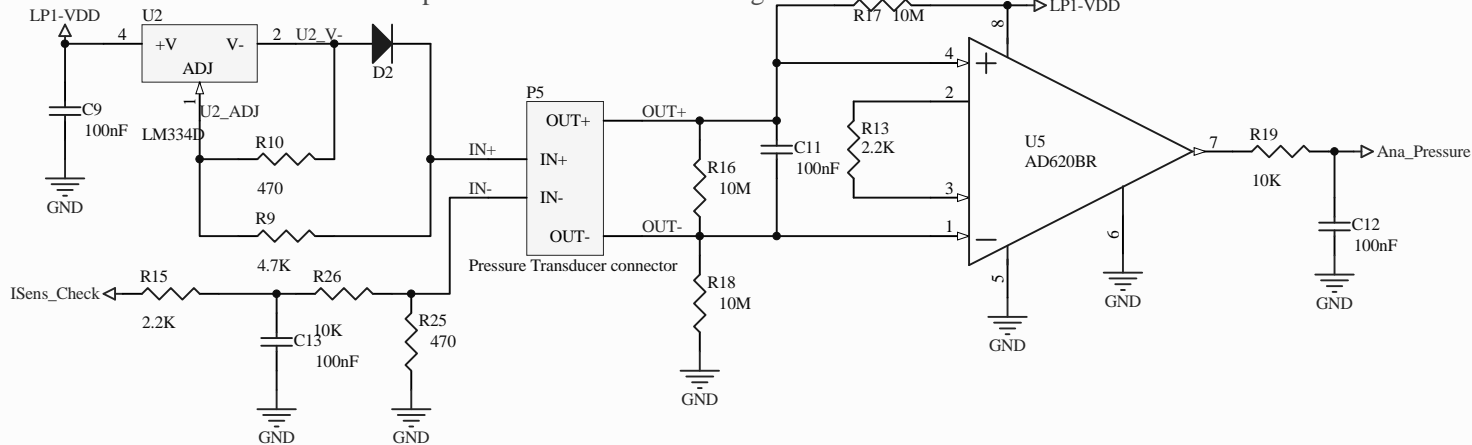 LP1-VDD
U2
4
+V
V-
2
U2_V-
ADJ
1
U2_ADJ
LM334D
D2
C9
100nF
GND
R10
470
R9
4.7K
IN+
IN-
P5
OUT+
IN+
IN-
OUT-
Pressure Transducer connector
OUT+
OUT-
R15
2.2K
ISens_Check
R26
10K
C13
100nF
GND
R25
470
GND
R16
10M
R18
10M
GND
C11
100nF
R17 10M
LP1-VDD
8
4
2
R13
2.2K
3
1
U5
AD620BR
5
GND
6
GND
7
R19
10K
Ana_Pressure
C12
100nF
GND